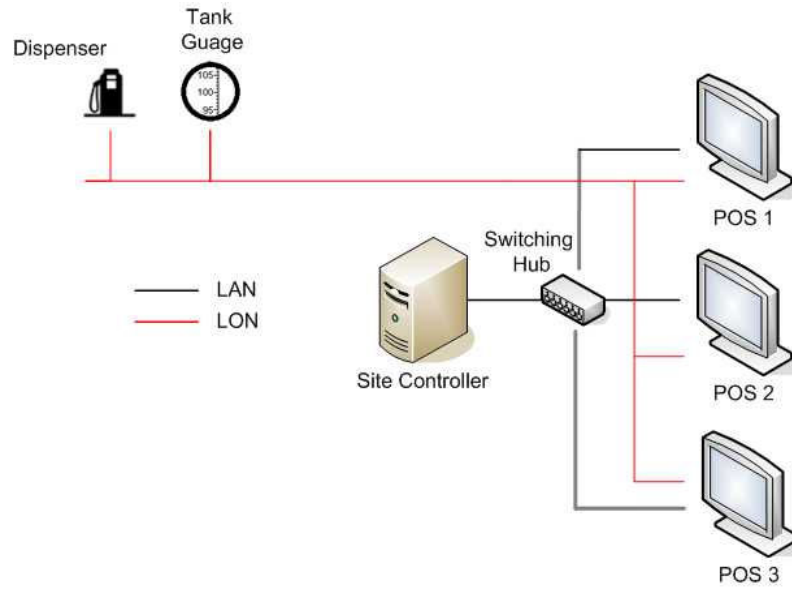 Tank
Guage
Dispenser
105
100
95
POS 1
Switching
Hub
LAN
LON
Site Controller
POS 2
POS 3